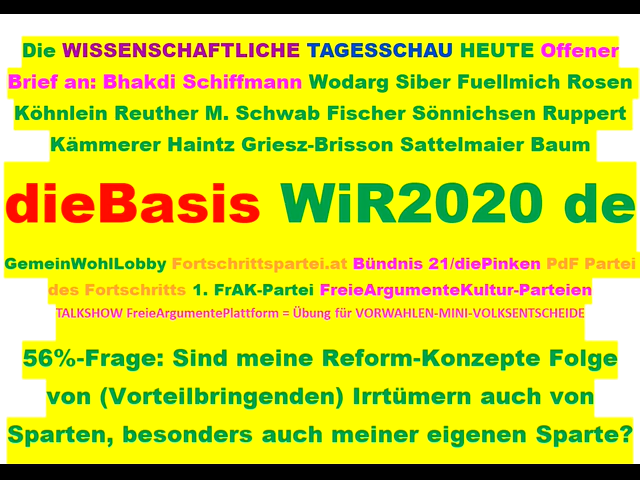 Die WISSENSCHAFTLICHE TAGESSCHAU HEUTE Offener
Brief an: Bhakdi Schiffmann Wodarg Siber Fuellmich Rosen
Köhnlein Reuther M. Schwab Fischer Sönnichsen Ruppert
Kämmerer Haintz Griesz-Brisson Sattelmaier Baum
dieBasis WiR2020 de
GemeinWohlLobby Fortschrittspartei.at Bündnis 21/diePinken PdF Partei
des Fortschritts 1. FrAK-Partei FreieArgumenteKultur-Parteien
TALKSHOW FreieArgumentePlattform = Übung für VORWAHLEN-MINI-VOLKSENTSCHEIDE
56%-Frage: Sind meine Reform-Konzepte Folge
von (Vorteilbringenden) Irrtümern auch von
Sparten, besonders auch meiner eigenen Sparte?